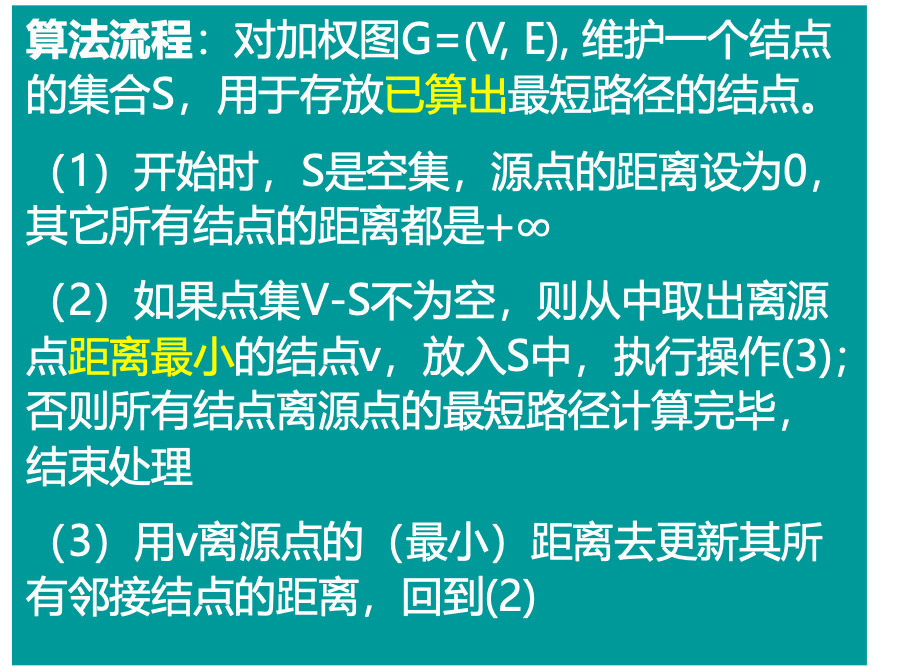 算法流程：对加权图G=(V, E), 维护一个结点
的集合S，用于存放已算出最短路径的结点。
（1）开始时，S是空集，源点的距离设为0，
其它所有结点的距离都是+∞
（2）如果点集V-S不为空，则从中取出离源
点距离最小的结点v，放入S中，执行操作(3)；
否则所有结点离源点的最短路径计算完毕，
结束处理
（3）用v离源点的（最小）距离去更新其所
有邻接结点的距离，回到(2)